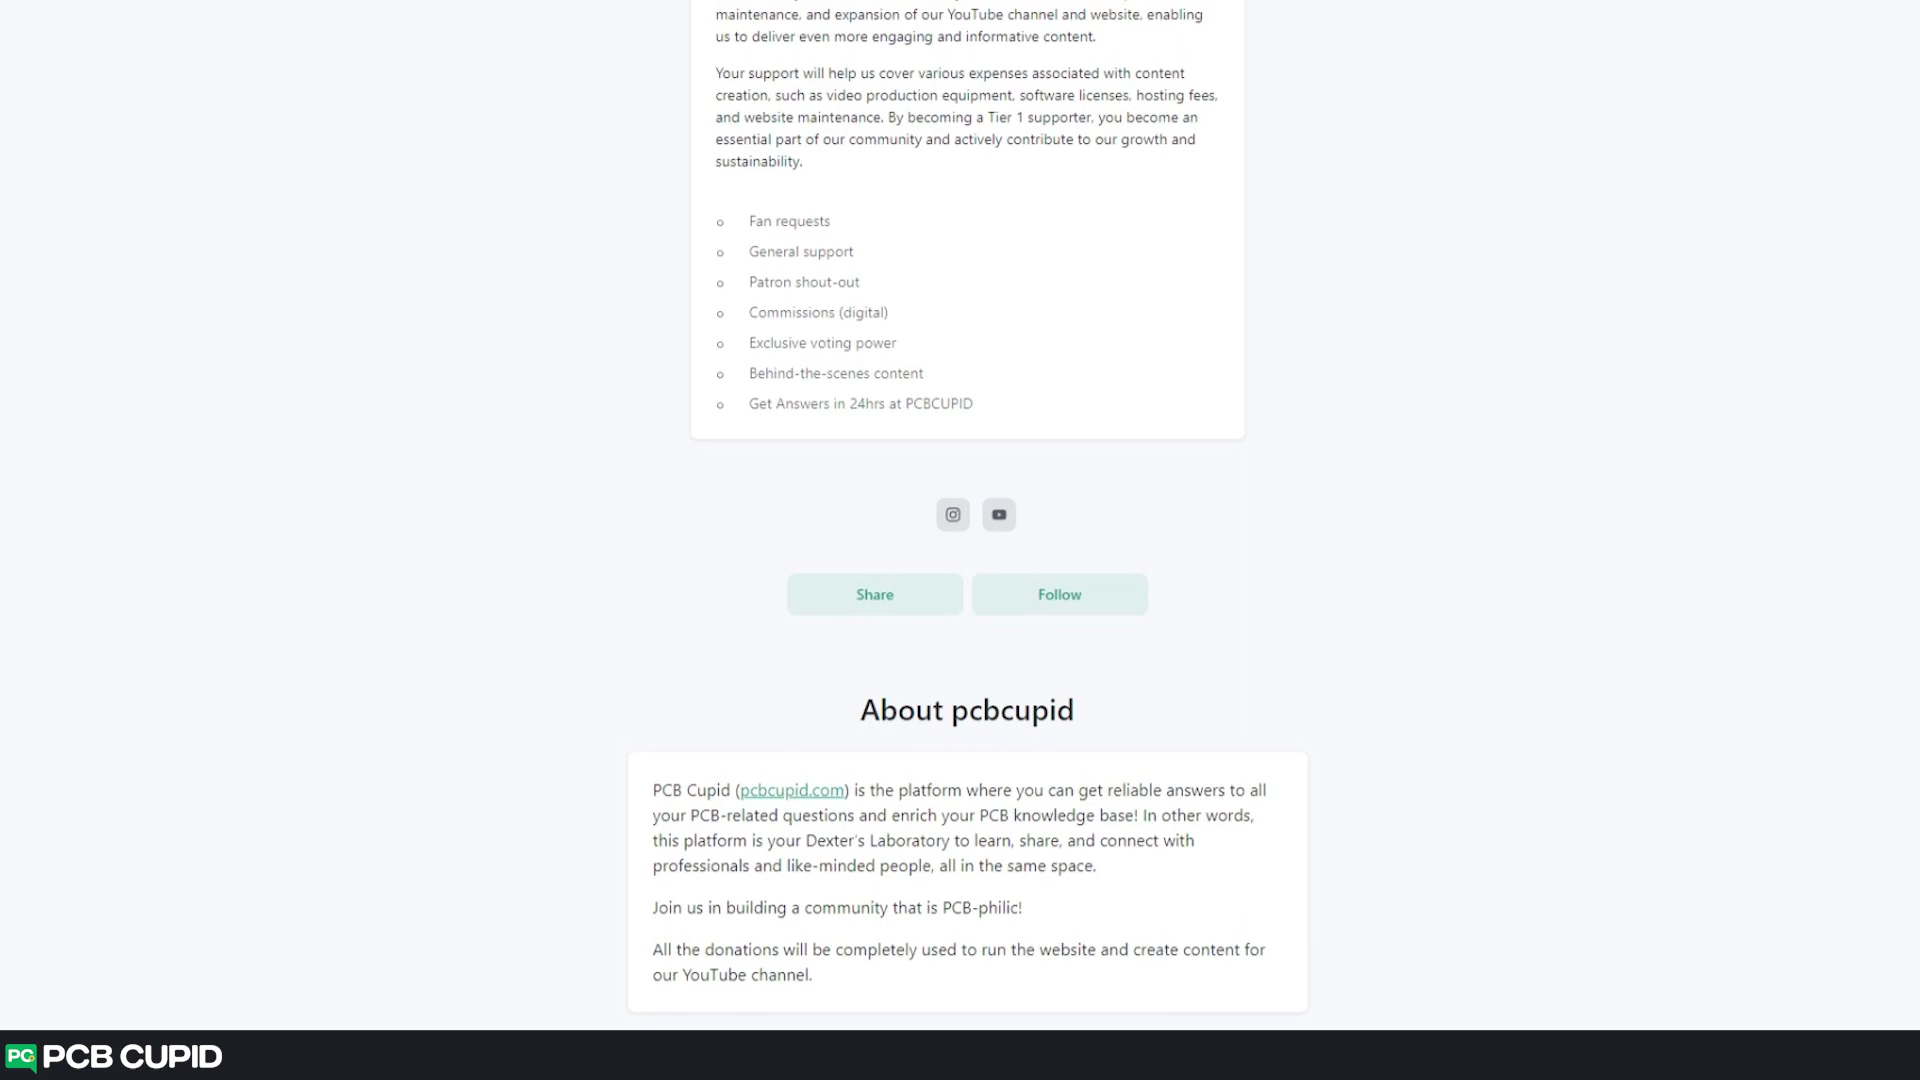 maintenance, and expansion of our YouTube channel and website, enabling
us to deliver even more engaging and informative content.
Your support will help us cover various expenses associated with content
creation, such as video production equipment, software licenses, hosting fees,
and website maintenance. By becoming a Tier 1 supporter, you become an
essential part of our community and actively contribute to our growth and
sustainability.
Fan requests
General support
Patron shout-out
Commissions (digital)
Exclusive voting power
Behind-the-scenes content
Get Answers in 24hrs at PCBCUPID
Share
Follow
About pcbcupid
PCB Cupid (pcbcupid.com) is the platform where you can get reliable answers to all
your PCB-related questions and enrich your PCB knowledge base! In other words,
this platform is your Dexter's Laboratory to learn, share, and connect with
professionals and like-minded people, all in the same space.
Join us in building a community that is PCB-philic!
All the donations will be completely used to run the website and create content for
our YouTube channel.
PC PCB CUPID